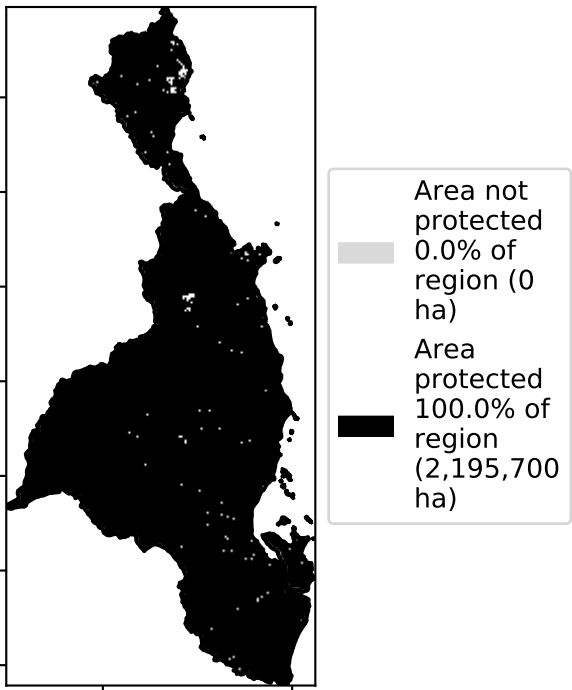 Area not
protected
0.0% of
region (0
ha)
Area
protected
100.0% of
region
(2,195,700
ha)